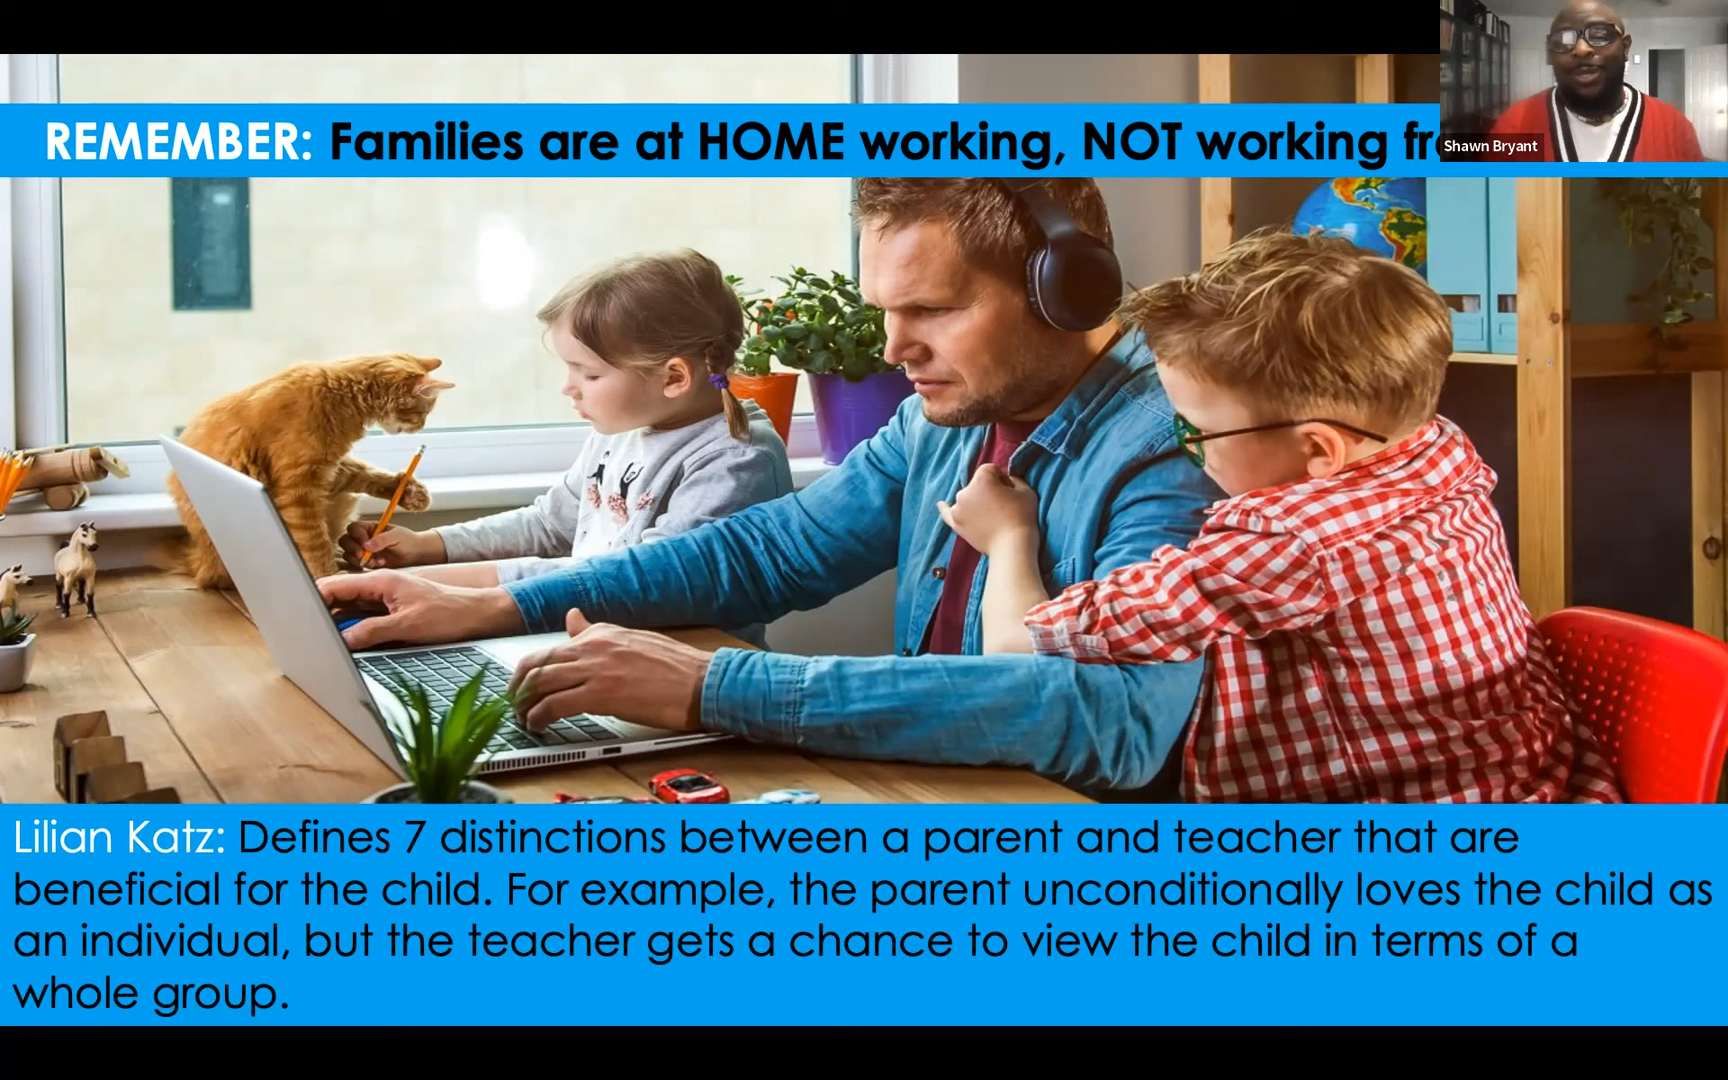 REMEMBER: Families are at HOME working, NOT working
Shawn Bryant
Lilian Katz: Defines 7 distinctions between a parent and teacher that are
beneficial for the child. For example, the parent unconditionally loves the child as
an individual, but the teacher gets a chance to view the child in terms of a
whole group.